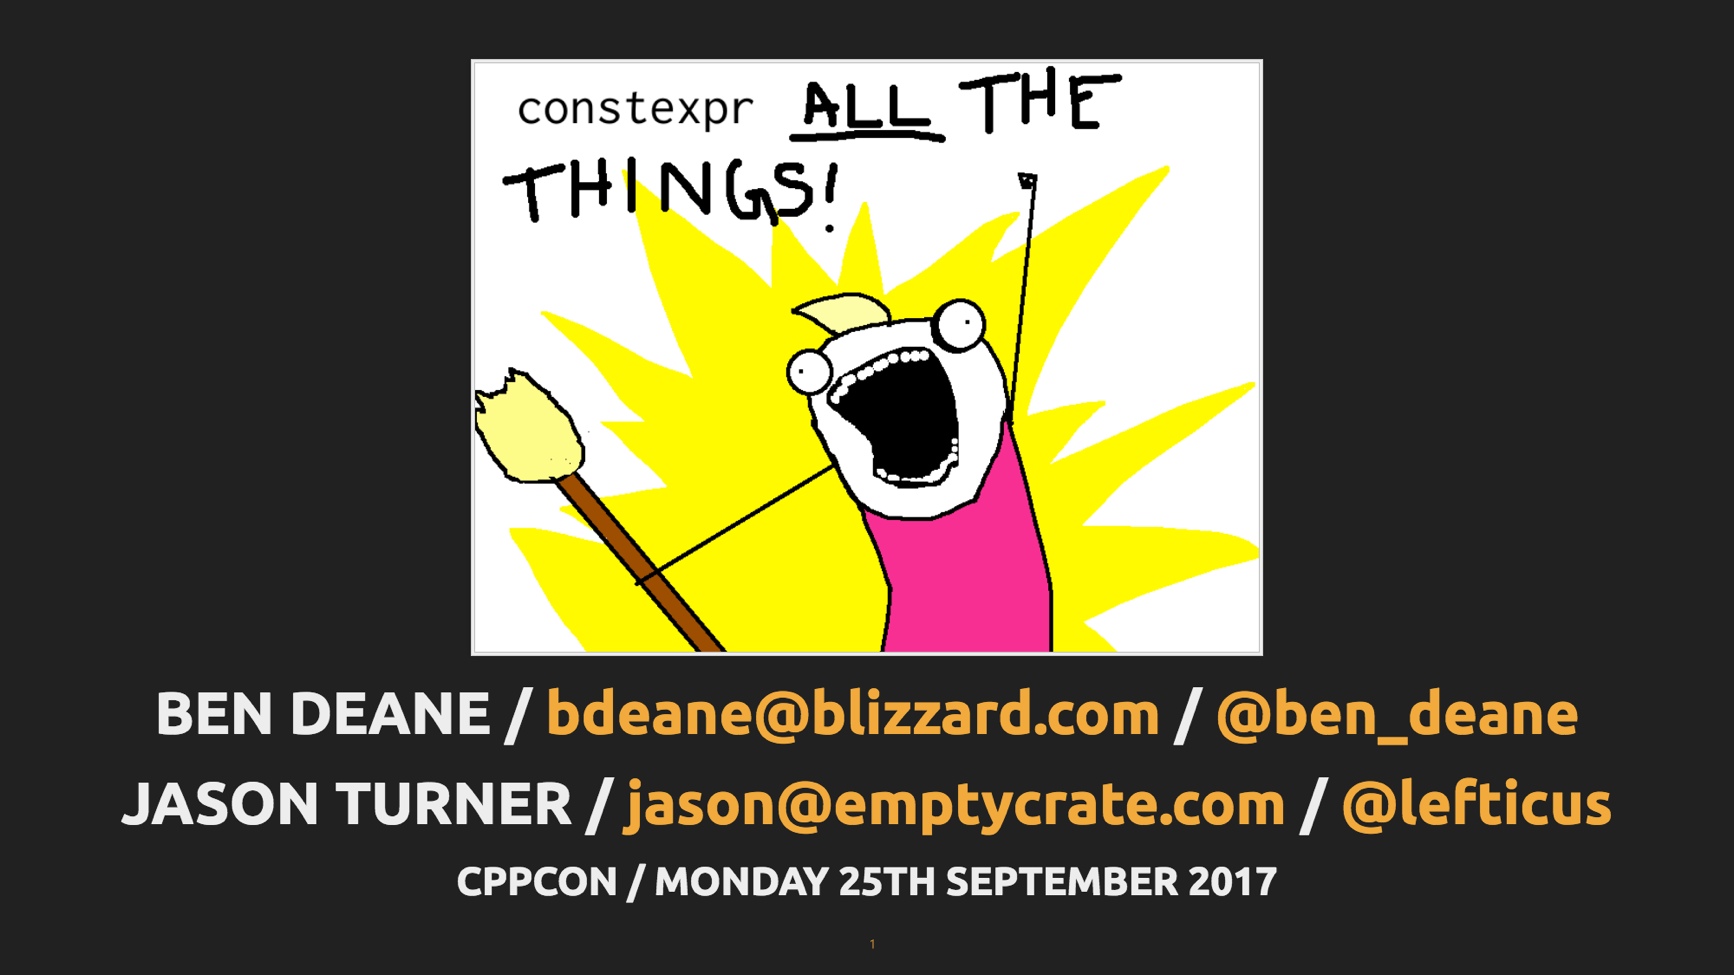 constexpr ALL THE
THINGS!
BEN DEANE / bdeane@blizzard.com / @ben_deane
JASON TURNER / jason@emptycrate.com / @lefticus
CPPCON / MONDAY 25TH SEPTEMBER 2017
1